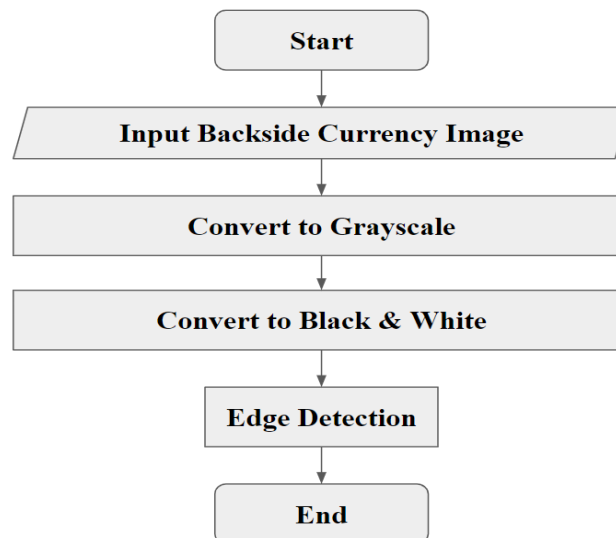 Start
Input Backside Currency Image
Convert to Grayscale
Convert to Black & White
Edge Detection
End